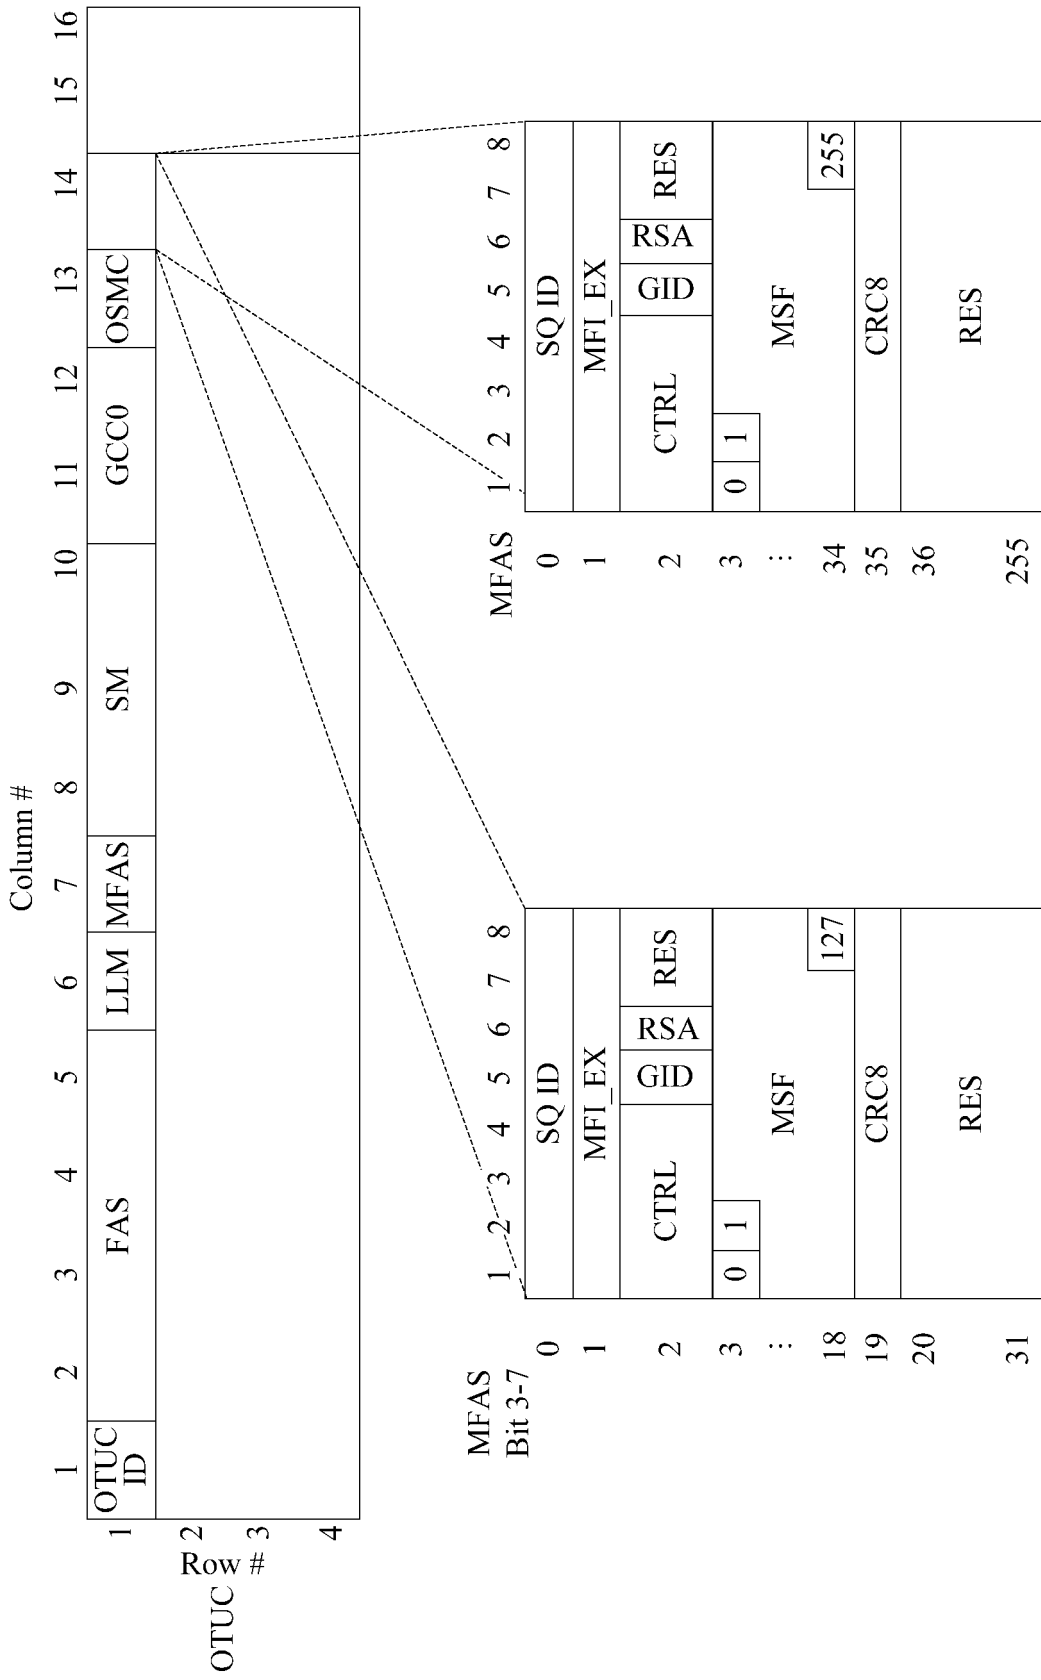 Column #
1 2 3 4 5 6 7 8 9 10 11 12 13 14 15 16
OTUC
Row #
1
2
3
4
OTUC
ID
FAS
LLM
MFAS
SM
GCC0
OSMC
MFAS
Bit 3-7
1 2 3 4 5 6 7 8
0 SQ ID
1 MFI_EX
2 CTRL GID RSA RES
3 0 1
:
MSF
18 127
19 CRC8
20
RES
31
MFAS
1 2 3 4 5 6 7 8
0 SQ ID
1 MFI_EX
2 CTRL GID RSA RES
3 0 1
:
MSF
34 255
35 CRC8
36
RES
255